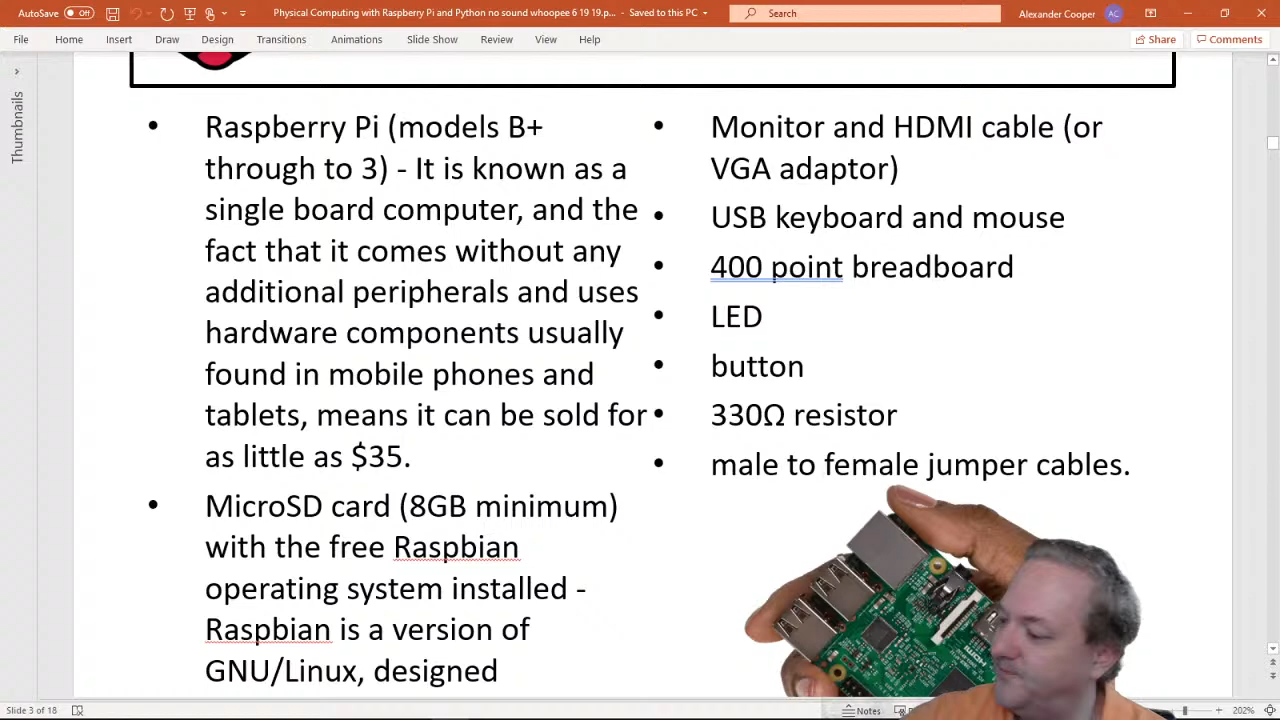 AutoSave Off
Physical Computing with Raspberry Pi and Python no sound whoopee 6 19 19.p... - Saved to this PC
Search
Alexander Cooper AC
File Home Insert Draw Design Transitions Animations Slide Show Review View Help
Share Comments
Thumbnails
• Raspberry Pi (models B+
through to 3) - It is known as a
single board computer, and the
fact that it comes without any
additional peripherals and uses
hardware components usually
found in mobile phones and
tablets, means it can be sold for
as little as $35.
• MicroSD card (8GB minimum)
with the free Raspbian
operating system installed -
Raspbian is a version of
GNU/Linux, designed
• Monitor and HDMI cable (or
VGA adaptor)
• USB keyboard and mouse
• 400 point breadboard
• LED
• button
• 330Ω resistor
• male to female jumper cables.
HDMI
Slide 3 of 18
Notes
202%